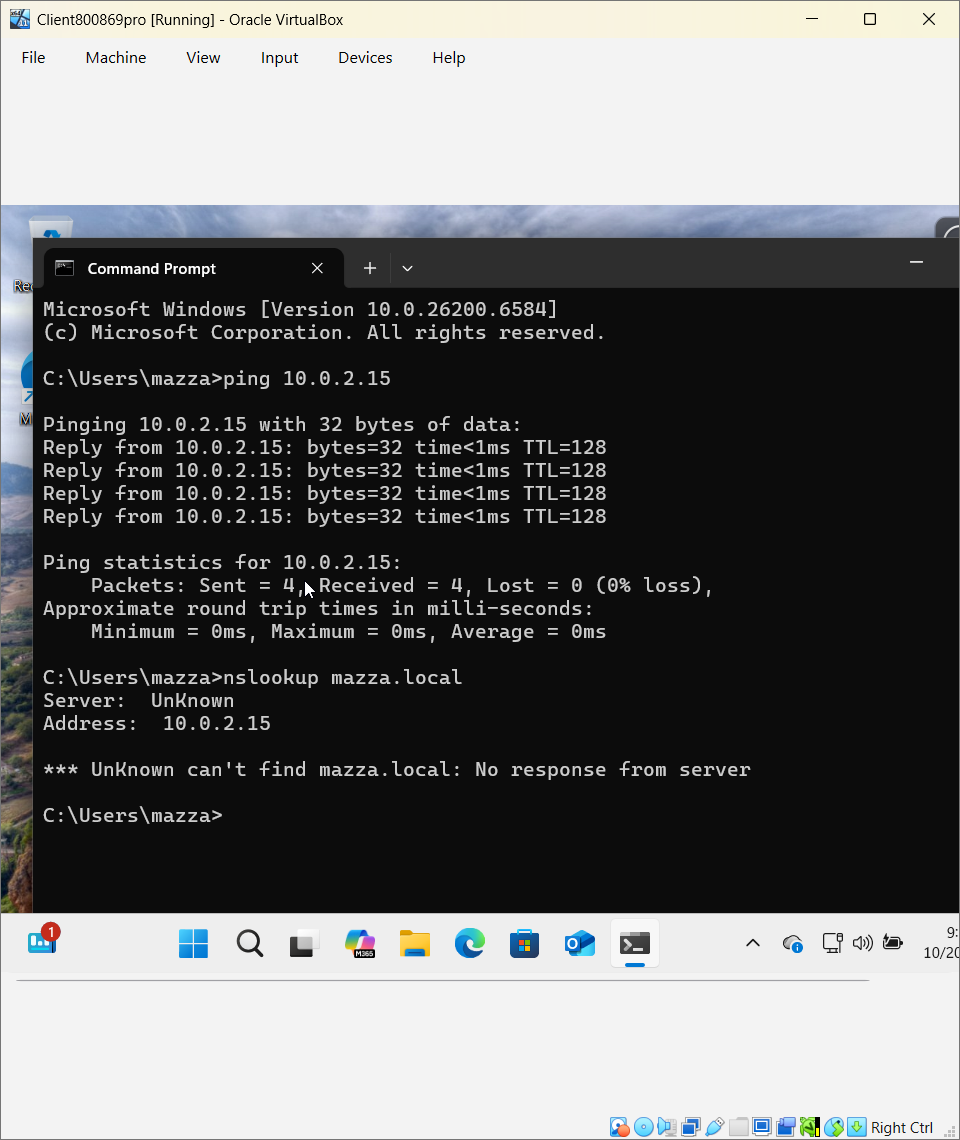 Client800869pro [Running] - Oracle VirtualBox
File Machine View Input Devices Help
Command Prompt
Microsoft Windows [Version 10.0.26200.6584]
(c) Microsoft Corporation. All rights reserved.
C:\Users\mazza>ping 10.0.2.15
Pinging 10.0.2.15 with 32 bytes of data:
Reply from 10.0.2.15: bytes=32 time<1ms TTL=128
Reply from 10.0.2.15: bytes=32 time<1ms TTL=128
Reply from 10.0.2.15: bytes=32 time<1ms TTL=128
Reply from 10.0.2.15: bytes=32 time<1ms TTL=128
Ping statistics for 10.0.2.15:
Packets: Sent = 4, Received = 4, Lost = 0 (0% loss),
Approximate round trip times in milli-seconds:
Minimum = 0ms, Maximum = 0ms, Average = 0ms
C:\Users\mazza>nslookup mazza.local
Server: UnKnown
Address: 10.0.2.15
*** UnKnown can't find mazza.local: No response from server
C:\Users\mazza>
1
M365
Right Ctrl